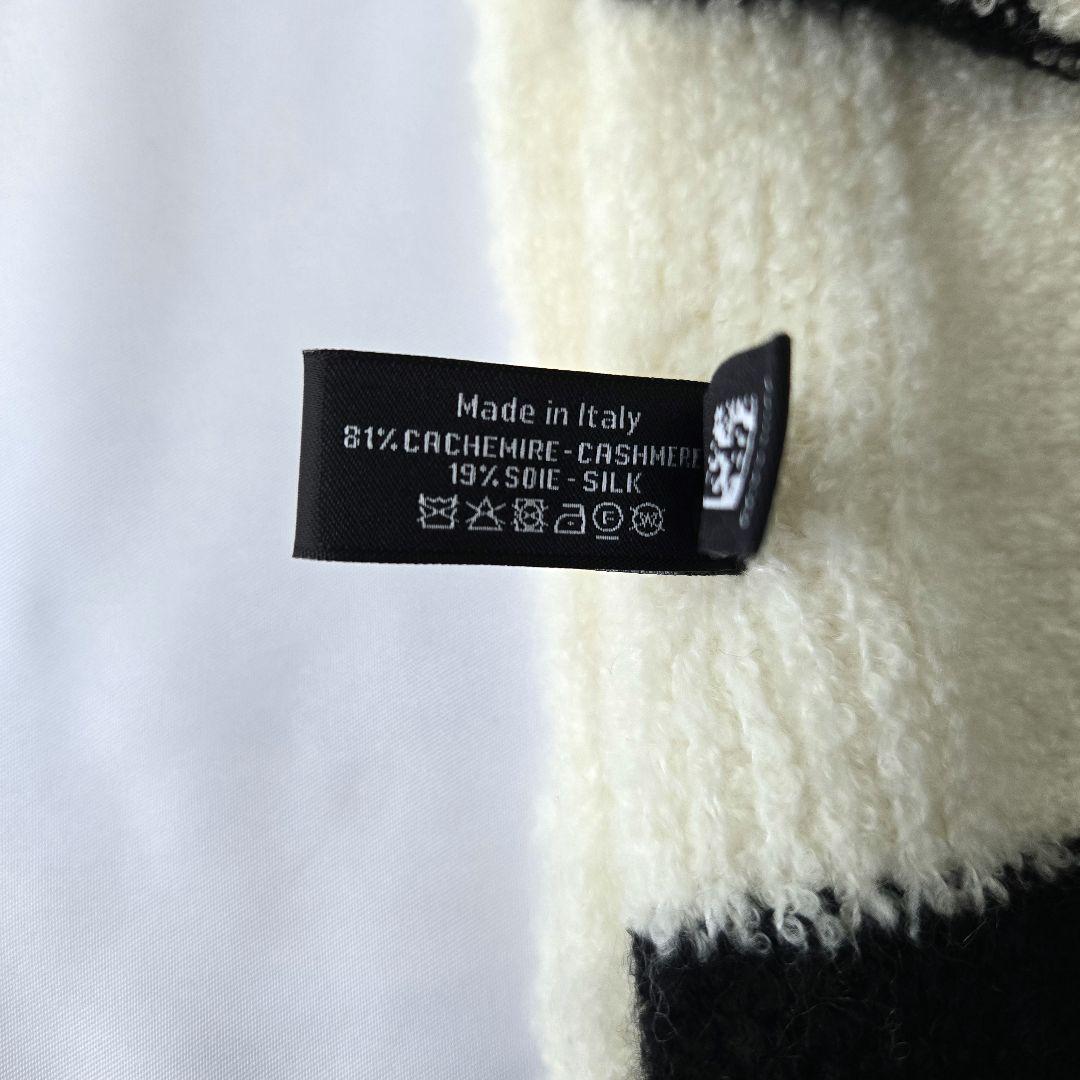 Made in Italy
81% CACHEMIRE - CASHMERE
19% SOIE - SILK